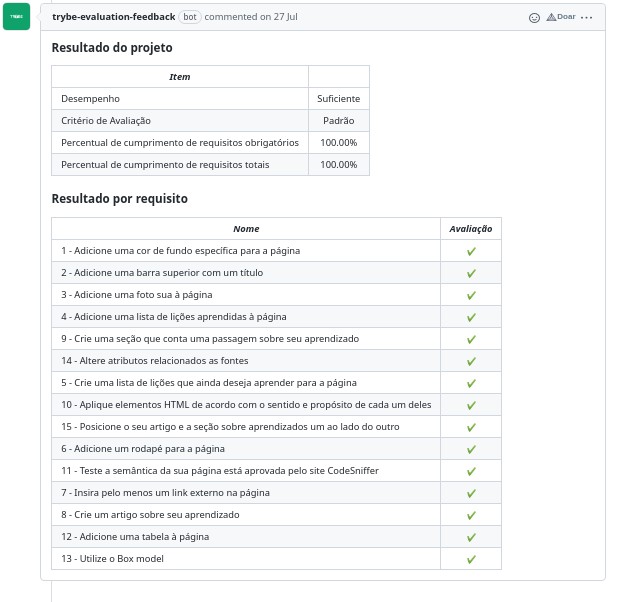 TRYBE
trybe-evaluation-feedback bot commented on 27 Jul
Doar
Resultado do projeto
Item
Desempenho Suficiente
Critério de Avaliação Padrão
Percentual de cumprimento de requisitos obrigatórios 100.00%
Percentual de cumprimento de requisitos totais 100.00%
Resultado por requisito
Nome Avaliação
1 - Adicione uma cor de fundo específica para a página
2 - Adicione uma barra superior com um título
3 - Adicione uma foto sua à página
4 - Adicione uma lista de lições aprendidas à página
9 - Crie uma seção que conta uma passagem sobre seu aprendizado
14 - Altere atributos relacionados as fontes
5 - Crie uma lista de lições que ainda deseja aprender para a página
10 - Aplique elementos HTML de acordo com o sentido e propósito de cada um deles
15 - Posicione o seu artigo e a seção sobre aprendizados um ao lado do outro
6 - Adicione um rodapé para a página
11 - Teste a semântica da sua página está aprovada pelo site CodeSniffer
7 - Insira pelo menos um link externo na página
8 - Crie um artigo sobre seu aprendizado
12 - Adicione uma tabela à página
13 - Utilize o Box model